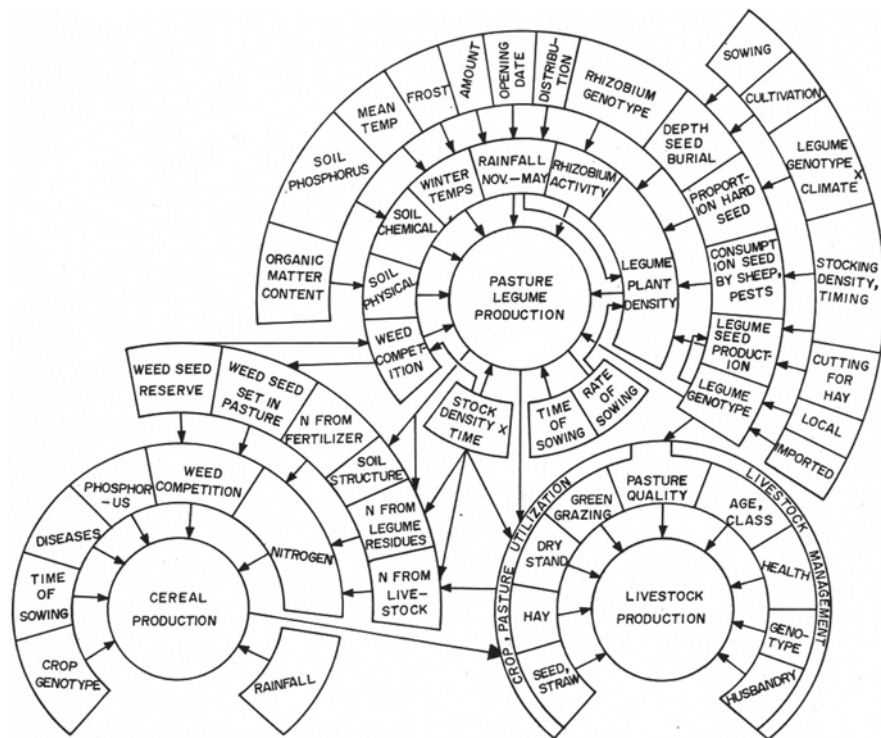 SOWING
CULTIVATION
LEGUME
GENOTYPE
X
CLIMATE
STOCKING
DENSITY,
TIMING
CUTTING
FOR
HAY
LOCAL
IMPORTED
ORGANIC
MATTER
CONTENT
SOIL
PHOSPHORUS
MEAN
TEMP
FROST
AMOUNT
OPENING
DATE
DISTRIBU-
TION
RHIZOBIUM
GENOTYPE
DEPTH
SEED
BURIAL
PROPORT-
ION HARD
SEED
CONSUMPT
ION SEED
BY SHEEP,
PESTS
LEGUME
SEED
PROD UCT-
ION
LEGUME
GENOTYPE
WEED
COMPET-
ITION
SOIL
PHYSICAL
SOIL
CHEMICAL
WINTER
TEMPS
RAINFALL
NOV.-MAY
RHIZOBIUM
ACTIVITY
LEGUME
PLANT
DENSITY
PASTURE
LEGUME
PRODUCTION
STOCK
DENSITY X
TIME
TIME
OF
SOWING
RATE
OF
SOWING
WEED SEED
RESERVE
WEED SEED
SET IN
PASTURE
N FROM
FERTILIZER
SOIL
STRUCTURE
N FROM
LEGUME
RESIDUES
N FROM
LIVE-
STOCK
CROP
GENOTYPE
TIME
OF
SOWING
DISEASES
PHOSPHOR
-US
WEED
COMPETITION
NITROGEN
RAINFALL
CEREAL
PRODUCTION
CROP, PASTURE UTILIZATION
LIVESTOCK MANAGEMENT
SEED,
STRAW
HAY
DRY
STAND
GREEN
GRAZING
PASTURE
QUALITY
AGE,
CLASS
HEALTH
GENO-
TYPE
HUSBANDRY
LIVESTOCK
PRODUCTION